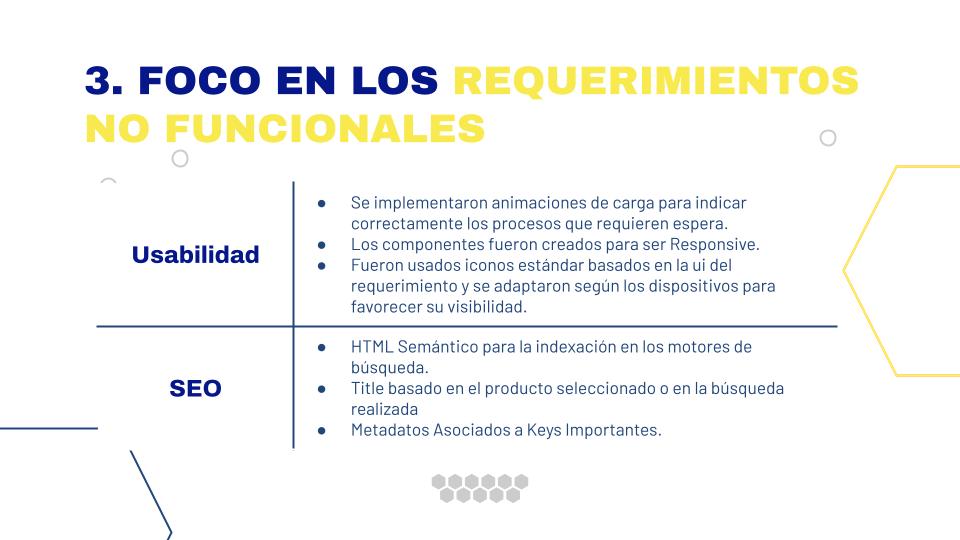 3. FOCO EN LOS REQUERIMIENTOS
NO FUNCIONALES
Usabilidad
● Se implementaron animaciones de carga para indicar
correctamente los procesos que requieren espera.
● Los componentes fueron creados para ser Responsive.
● Fueron usados iconos estándar basados en la ui del
requerimiento y se adaptaron según los dispositivos para
favorecer su visibilidad.
SEO
● HTML Semántico para la indexación en los motores de
búsqueda.
● Title basado en el producto seleccionado o en la búsqueda
realizada
● Metadatos Asociados a Keys Importantes.